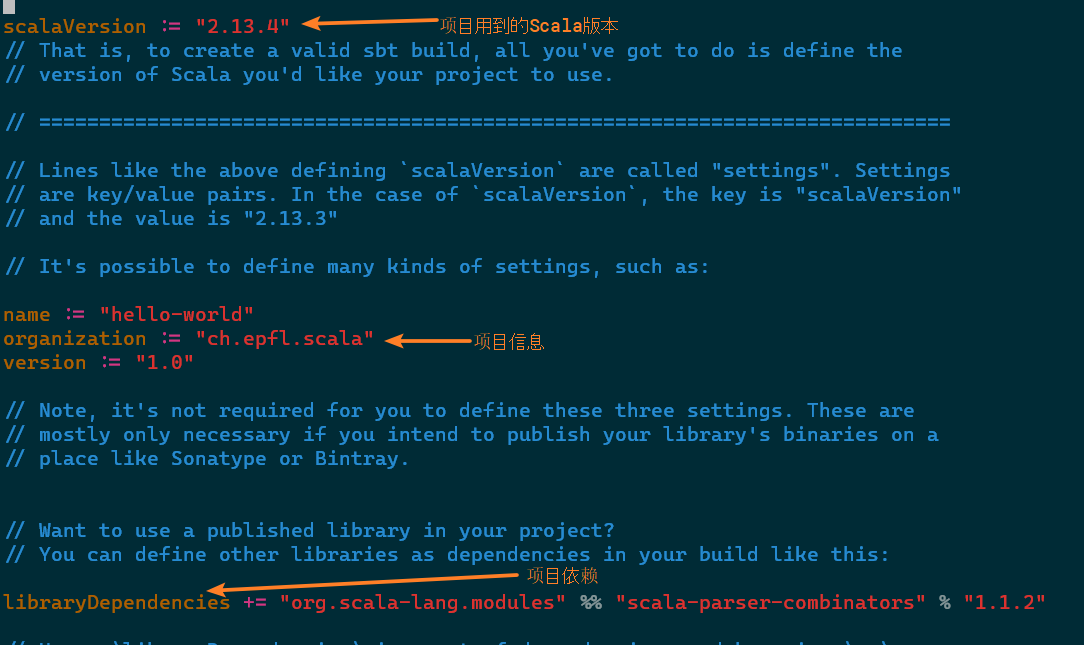 scalaVersion := "2.13.4" 项目用到的Scala版本
// That is, to create a valid sbt build, all you've got to do is define the
// version of Scala you'd like your project to use.
// ============================================================================
// Lines like the above defining `scalaVersion` are called "settings". Settings
// are key/value pairs. In the case of `scalaVersion`, the key is "scalaVersion"
// and the value is "2.13.3"
// It's possible to define many kinds of settings, such as:
name := "hello-world"
organization := "ch.epfl.scala" 项目信息
version := "1.0"
// Note, it's not required for you to define these three settings. These are
// mostly only necessary if you intend to publish your library's binaries on a
// place like Sonatype or Bintray.
// Want to use a published library in your project?
// You can define other libraries as dependencies in your build like this:
项目依赖
libraryDependencies += "org.scala-lang.modules" %% "scala-parser-combinators" % "1.1.2"